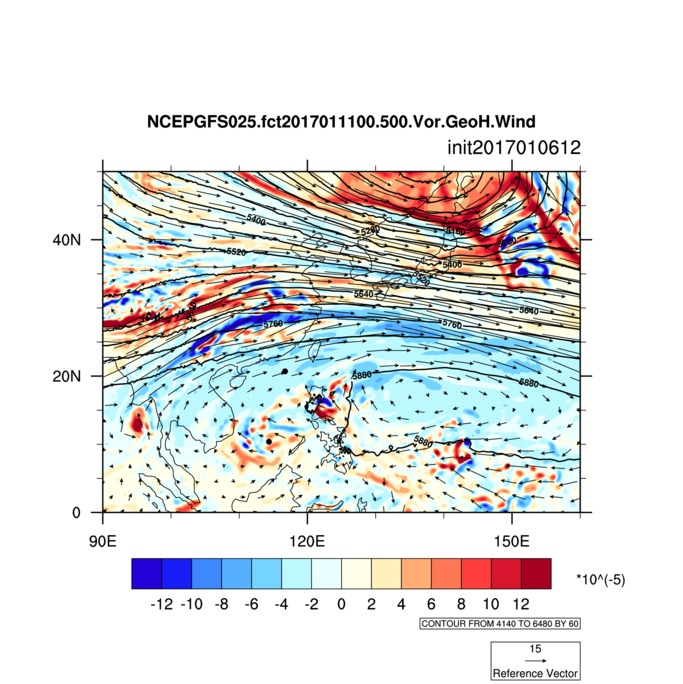 NCEPGFS025.fct2017011100.500.Vor.GeoH.Wind
init2017010612
5400
5280
5160
40N
5520
5400
5640
5640
5760
5760
20N
5880
5880
5880
0
90E 120E 150E
-12 -10 -8 -6 -4 -2 0 2 4 6 8 10 12
*10^(-5)
CONTOUR FROM 4140 TO 6480 BY 60
15
Reference Vector